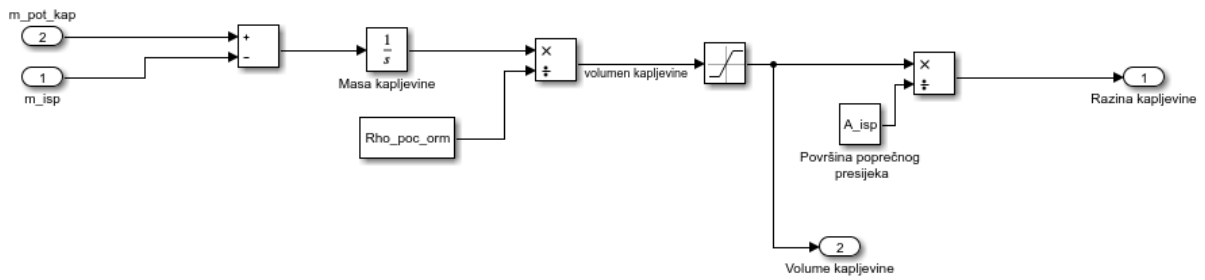 m_pot_kap
2
1
m_isp
+
−
1
s
Masa kapljevine
×
÷
Rho_poc_orm
volumen kapljevine
×
÷
A_isp
Površina poprečnog
presijeka
1
Razina kapljevine
2
Volume kapljevine